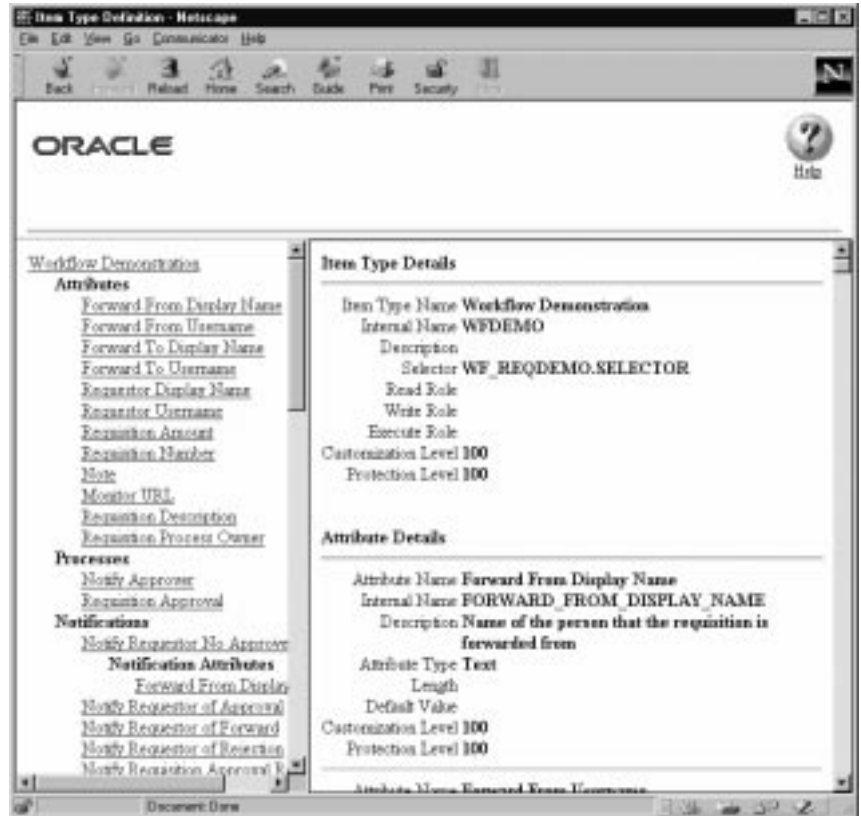 Item Type Definition - Netscape
File Edit View Go Communicator Help
Back Reload Home Search Guide Print Security
N
ORACLE
?
Help
Workflow Demonstration
Attributes
Forward From Display Name
Forward From Username
Forward To Display Name
Forward To Username
Requestor Display Name
Requestor Username
Requisition Amount
Requisition Number
Note
Monitor URL
Requisition Description
Requisition Process Owner
Processes
Notify Approver
Requisition Approval
Notifications
Notify Requestor No Approve
Notification Attributes
Forward From Display
Notify Requestor of Approval
Notify Requestor of Forward
Notify Requestor of Rejection
Notify Requisition Approval R
Item Type Details
Item Type Name Workflow Demonstration
Internal Name WFDEMO
Description
Selector WF_REQDEMO.SELECTOR
Read Role
Write Role
Execute Role
Customization Level 100
Protection Level 100
Attribute Details
Attribute Name Forward From Display Name
Internal Name FORWARD_FROM_DISPLAY_NAME
Description Name of the person that the requisition is
forwarded from
Attribute Type Text
Length
Default Value
Customization Level 100
Protection Level 100
Attribute Name Forward From Username
Document: Done